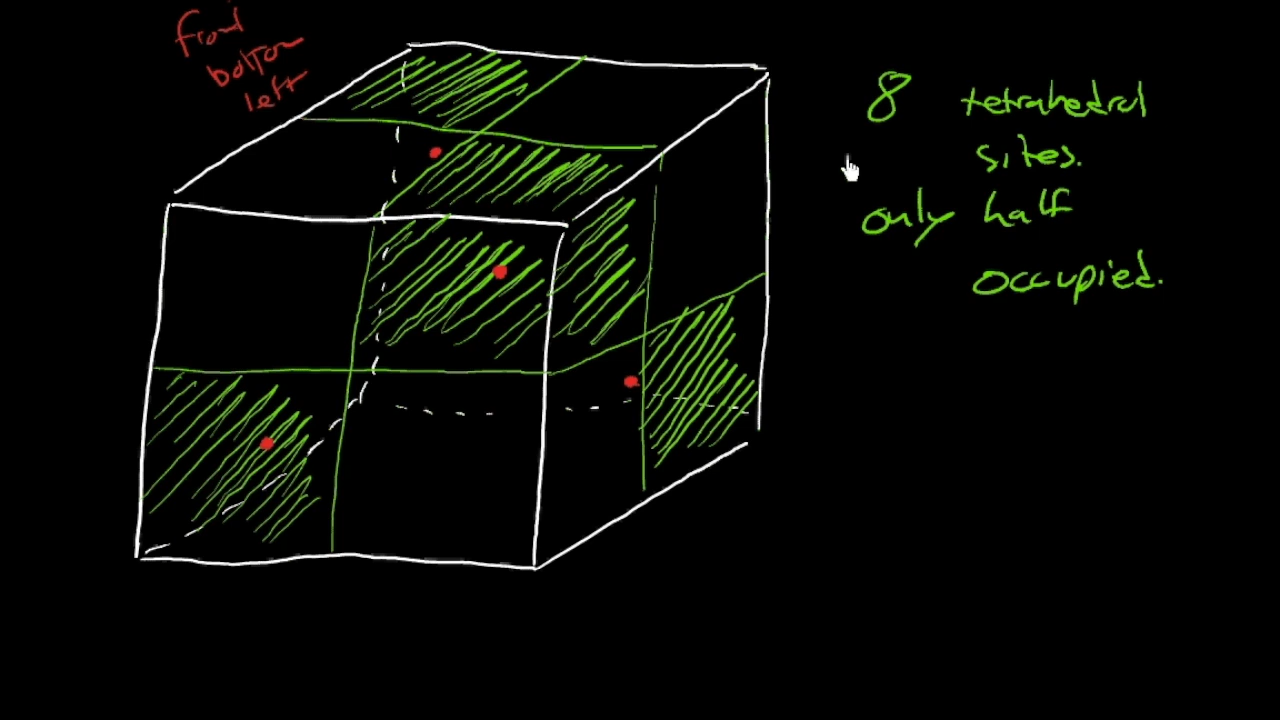 front
bottom
left
8 tetrahedral
sites.
only half
occupied.